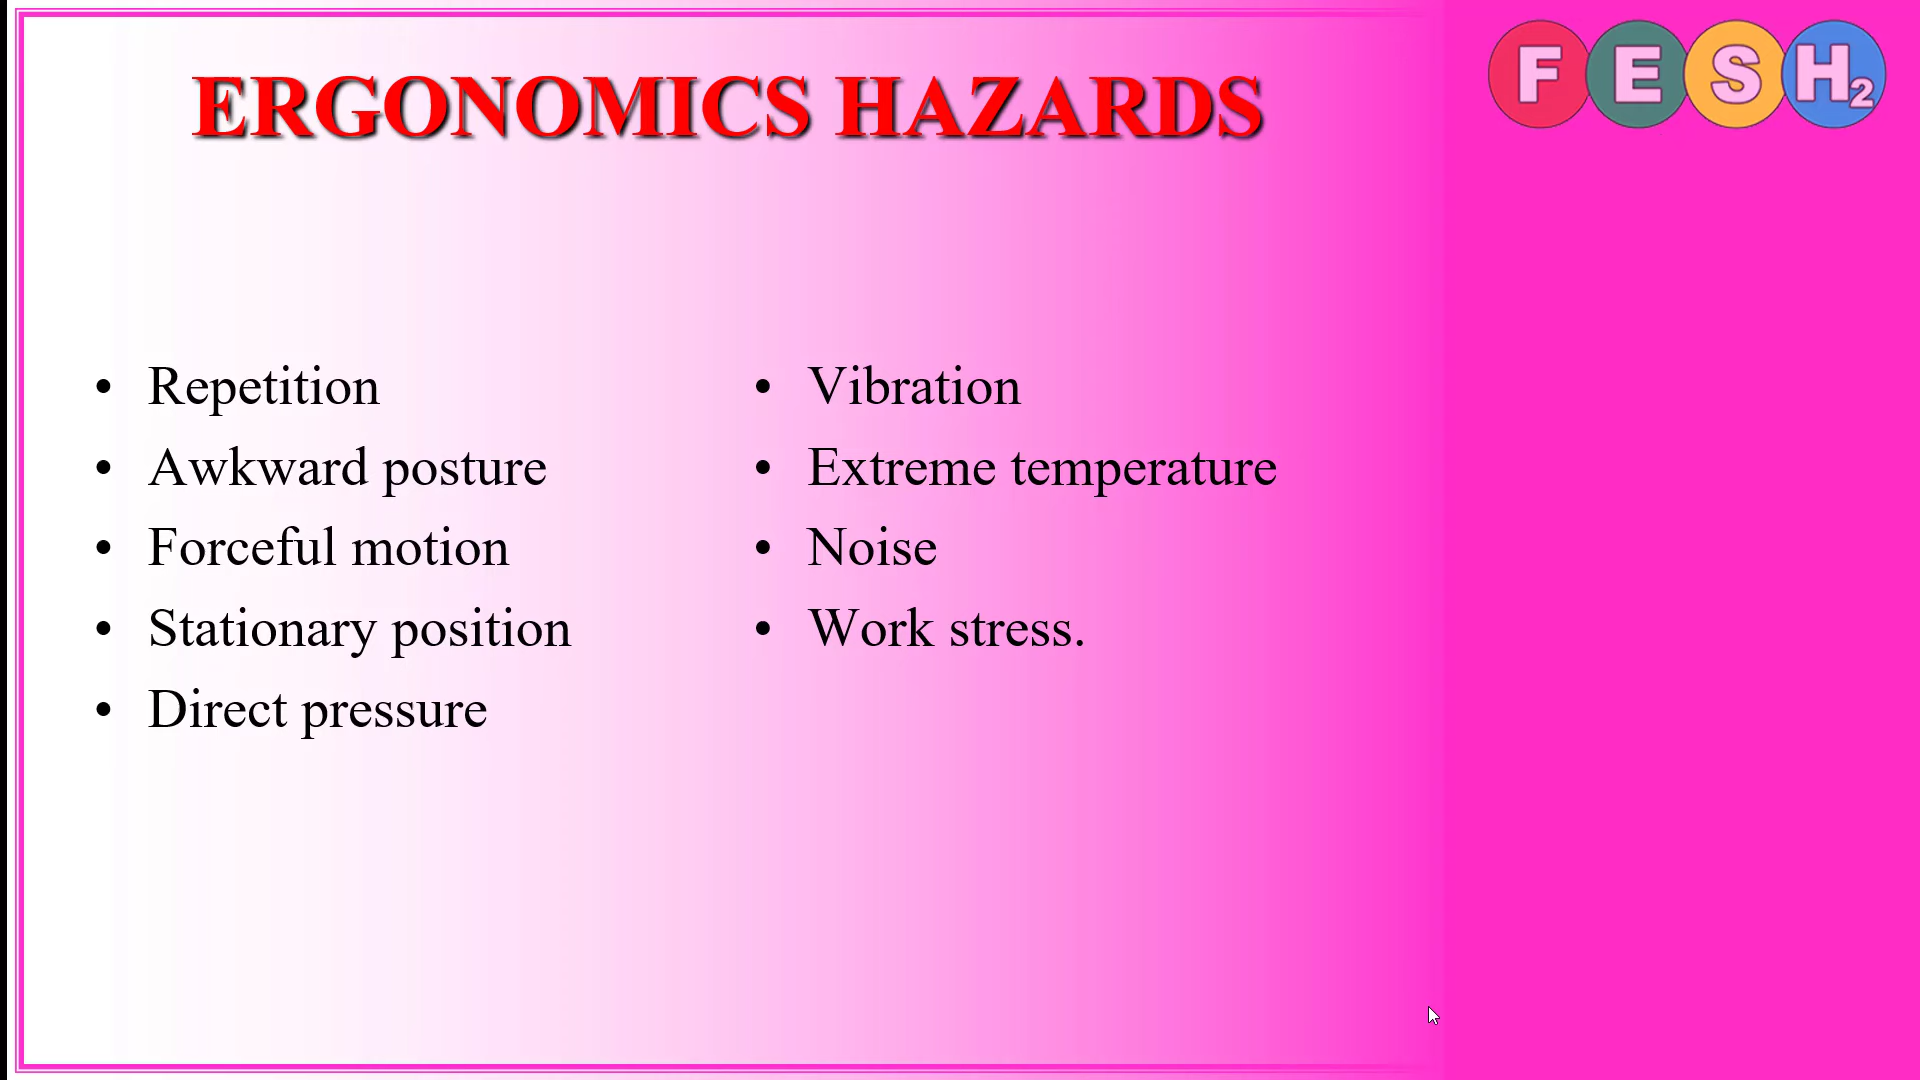 ERGONOMICS HAZARDS
FESH2
• Repetition
• Awkward posture
• Forceful motion
• Stationary position
• Direct pressure
• Vibration
• Extreme temperature
• Noise
• Work stress.